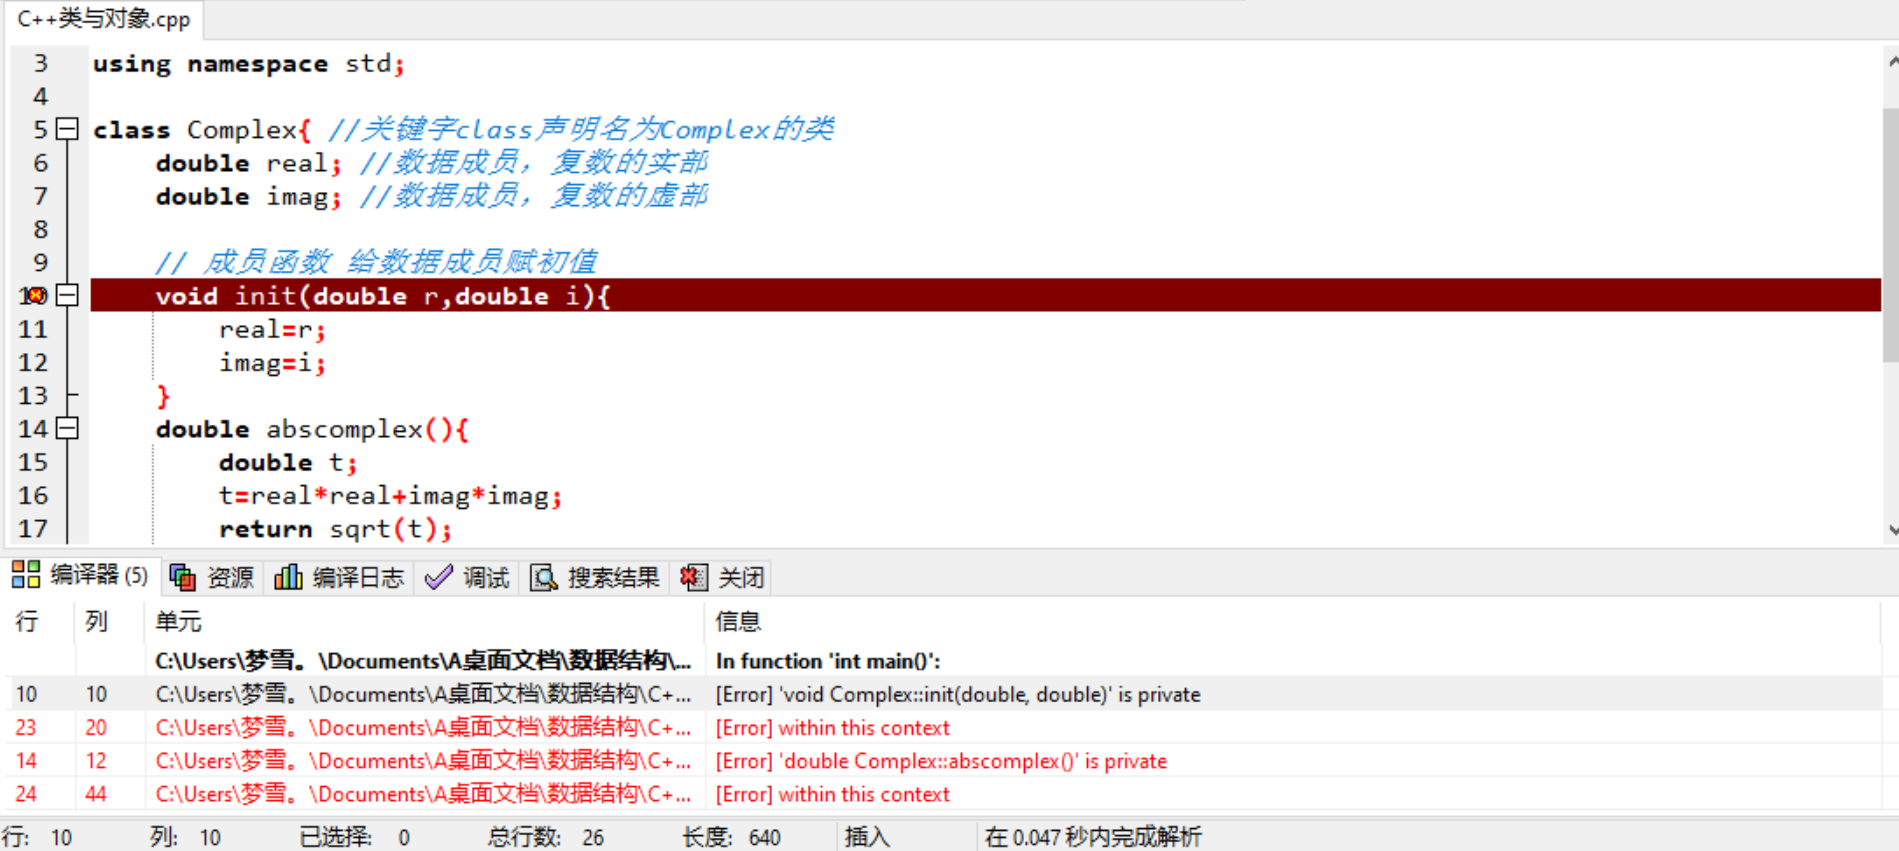 C++类与对象.cpp
3 using namespace std;
4
5 class Complex{ //关键字class声明名为Complex的类
6 double real; //数据成员，复数的实部
7 double imag; //数据成员，复数的虚部
8
9 // 成员函数 给数据成员赋初值
10 void init(double r,double i){
11 real=r;
12 imag=i;
13 }
14 double abscomplex(){
15 double t;
16 t=real*real+imag*imag;
17 return sqrt(t);
编译器 (5) 资源 编译日志 调试 搜索结果 关闭
行 列 单元 信息
C:\Users\梦雪。\Documents\A桌面文档\数据结构\... In function 'int main()':
10 10 C:\Users\梦雪。\Documents\A桌面文档\数据结构\C+... [Error] 'void Complex::init(double, double)' is private
23 20 C:\Users\梦雪。\Documents\A桌面文档\数据结构\C+... [Error] within this context
14 12 C:\Users\梦雪。\Documents\A桌面文档\数据结构\C+... [Error] 'double Complex::abscomplex()' is private
24 44 C:\Users\梦雪。\Documents\A桌面文档\数据结构\C+... [Error] within this context
行: 10 列: 10 已选择: 0 总行数: 26 长度: 640 插入 在 0.047 秒内完成解析